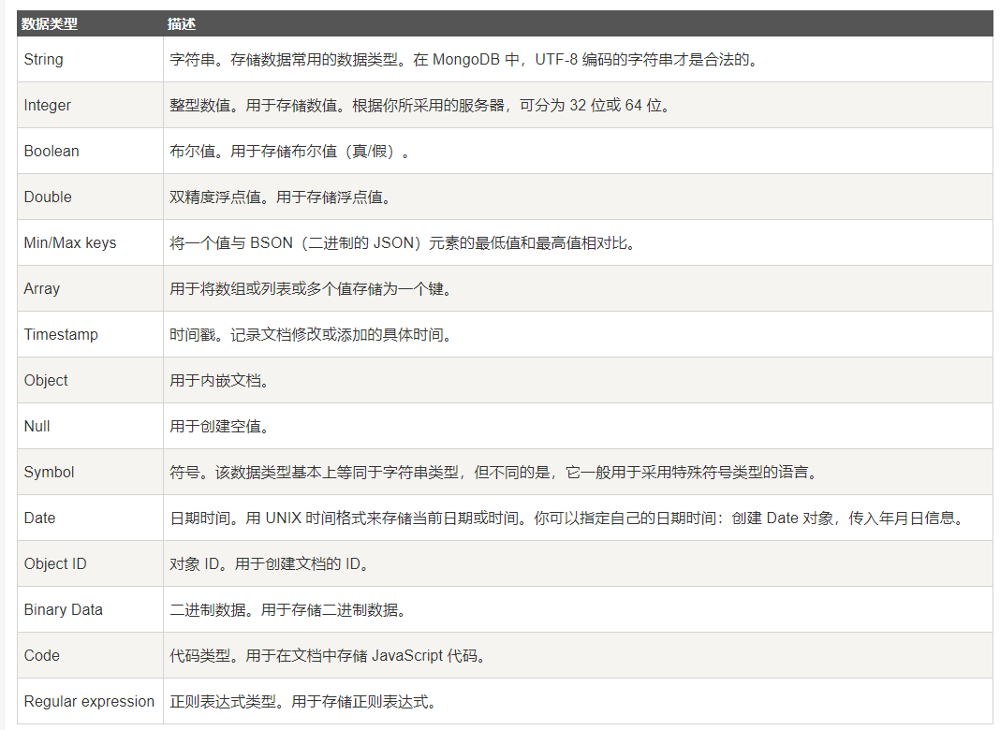 数据类型 描述
String 字符串。存储数据常用的数据类型。在 MongoDB 中，UTF-8 编码的字符串才是合法的。
Integer 整型数值。用于存储数值。根据你所采用的服务器，可分为 32 位或 64 位。
Boolean 布尔值。用于存储布尔值（真/假）。
Double 双精度浮点值。用于存储浮点值。
Min/Max keys 将一个值与 BSON（二进制的 JSON）元素的最低值和最高值相对比。
Array 用于将数组或列表或多个值存储为一个键。
Timestamp 时间戳。记录文档修改或添加的具体时间。
Object 用于内嵌文档。
Null 用于创建空值。
Symbol 符号。该数据类型基本上等同于字符串类型，但不同的是，它一般用于采用特殊符号类型的语言。
Date 日期时间。用 UNIX 时间格式来存储当前日期或时间。你可以指定自己的日期时间：创建 Date 对象，传入年月日信息。
Object ID 对象 ID。用于创建文档的 ID。
Binary Data 二进制数据。用于存储二进制数据。
Code 代码类型。用于在文档中存储 JavaScript 代码。
Regular expression 正则表达式类型。用于存储正则表达式。